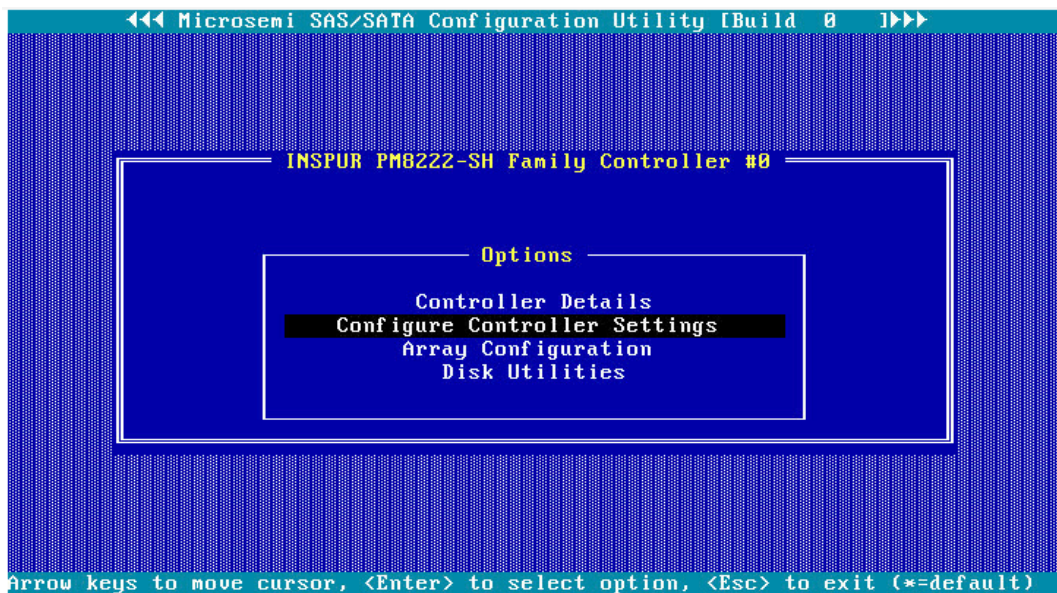 Microsemi SAS/SATA Configuration Utility [Build 0 ]
INSPUR PM8222-SH Family Controller #0
Options
Controller Details
Configure Controller Settings
Array Configuration
Disk Utilities
Arrow keys to move cursor, <Enter> to select option, <Esc> to exit (*=default)